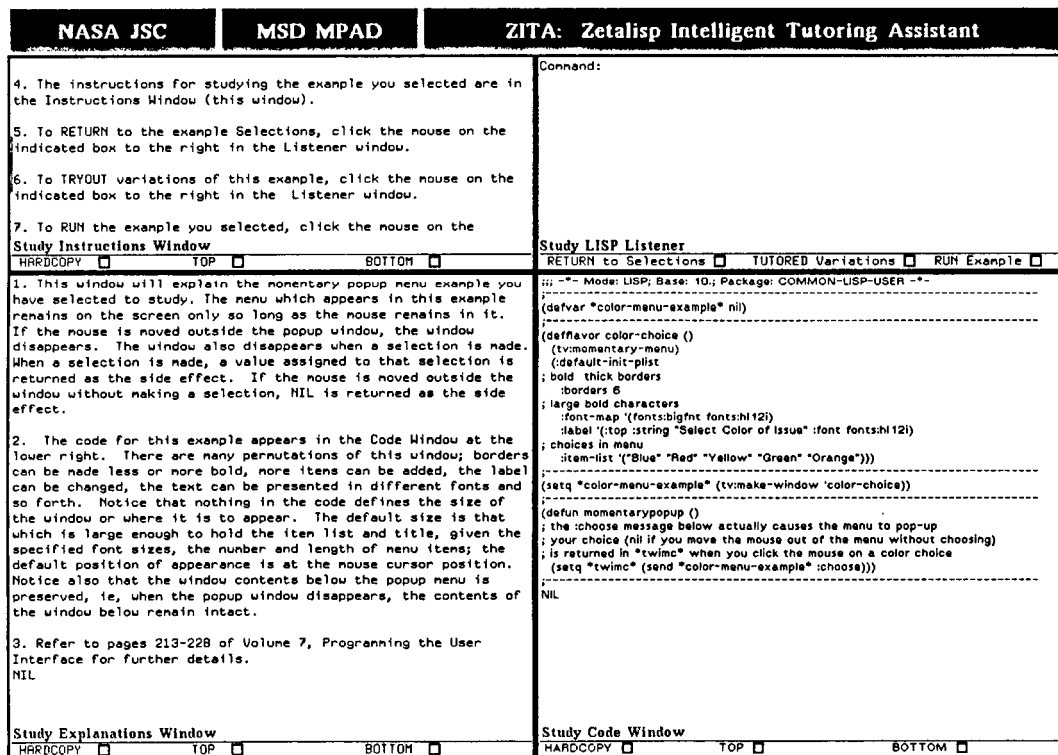 NASA JSC
MSD MPAD
ZITA: Zetalisp Intelligent Tutoring Assistant
4. The instructions for studying the example you selected are in
the Instructions Window (this window).
5. To RETURN to the example Selections, click the mouse on the
indicated box to the right in the Listener window.
6. To TRYOUT variations of this example, click the mouse on the
indicated box to the right in the Listener window.
7. To RUN the example you selected, click the mouse on the
Study Instructions Window
HARDCOPY TOP BOTTOM
Command:
Study LISP Listener
RETURN to Selections TUTORED Variations RUN Example
1. This window will explain the momentary popup menu example you
have selected to study. The menu which appears in this example
remains on the screen only so long as the mouse remains in it.
If the mouse is moved outside the popup window, the window
disappears. The window also disappears when a selection is made.
When a selection is made, a value assigned to that selection is
returned as the side effect. If the mouse is moved outside the
window without making a selection, NIL is returned as the side
effect.
2. The code for this example appears in the Code Window at the
lower right. There are many permutations of this window; borders
can be made less or more bold, more items can be added, the label
can be changed, the text can be presented in different fonts and
so forth. Notice that nothing in the code defines the size of
the window or where it is to appear. The default size is that
which is large enough to hold the item list and title, given the
specified font sizes, the number and length of menu items; the
default position of appearance is at the mouse cursor position.
Notice also that the window contents below the popup menu is
preserved, ie, when the popup window disappears, the contents of
the window below remain intact.
3. Refer to pages 213-228 of Volume 7, Programming the User
Interface for further details.
NIL
Study Explanations Window
HARDCOPY TOP BOTTOM
;;; -*- Mode: LISP; Base: 10.; Package: COMMON-LISP-USER -*-
;------------------------------------------------------------
(defvar *color-menu-example* nil)
;------------------------------------------------------------
(defflavor color-choice ()
(tv:momentary-menu)
(:default-init-plist
; bold thick borders
:borders 6
; large bold characters
:font-map '(fonts:bigfnt fonts:hl12i)
:label '(:top :string "Select Color of Issue" :font fonts:hl12i)
; choices in menu
:item-list '("Blue" "Red" "Yellow" "Green" "Orange")))
;------------------------------------------------------------
(setq *color-menu-example* (tv:make-window 'color-choice))
;------------------------------------------------------------
(defun momentarypopup ()
; the :choose message below actually causes the menu to pop-up
; your choice (nil if you move the mouse out of the menu without choosing)
; is returned in *twimc* when you click the mouse on a color choice
(setq *twimc* (send *color-menu-example* :choose)))
;------------------------------------------------------------
NIL
Study Code Window
HARDCOPY TOP BOTTOM